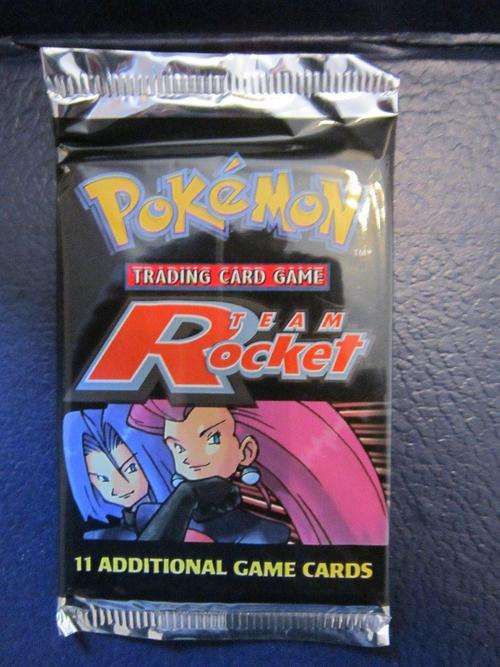 POKéMON
TM
TRADING CARD GAME
TEAM
Rocket
11 ADDITIONAL GAME CARDS